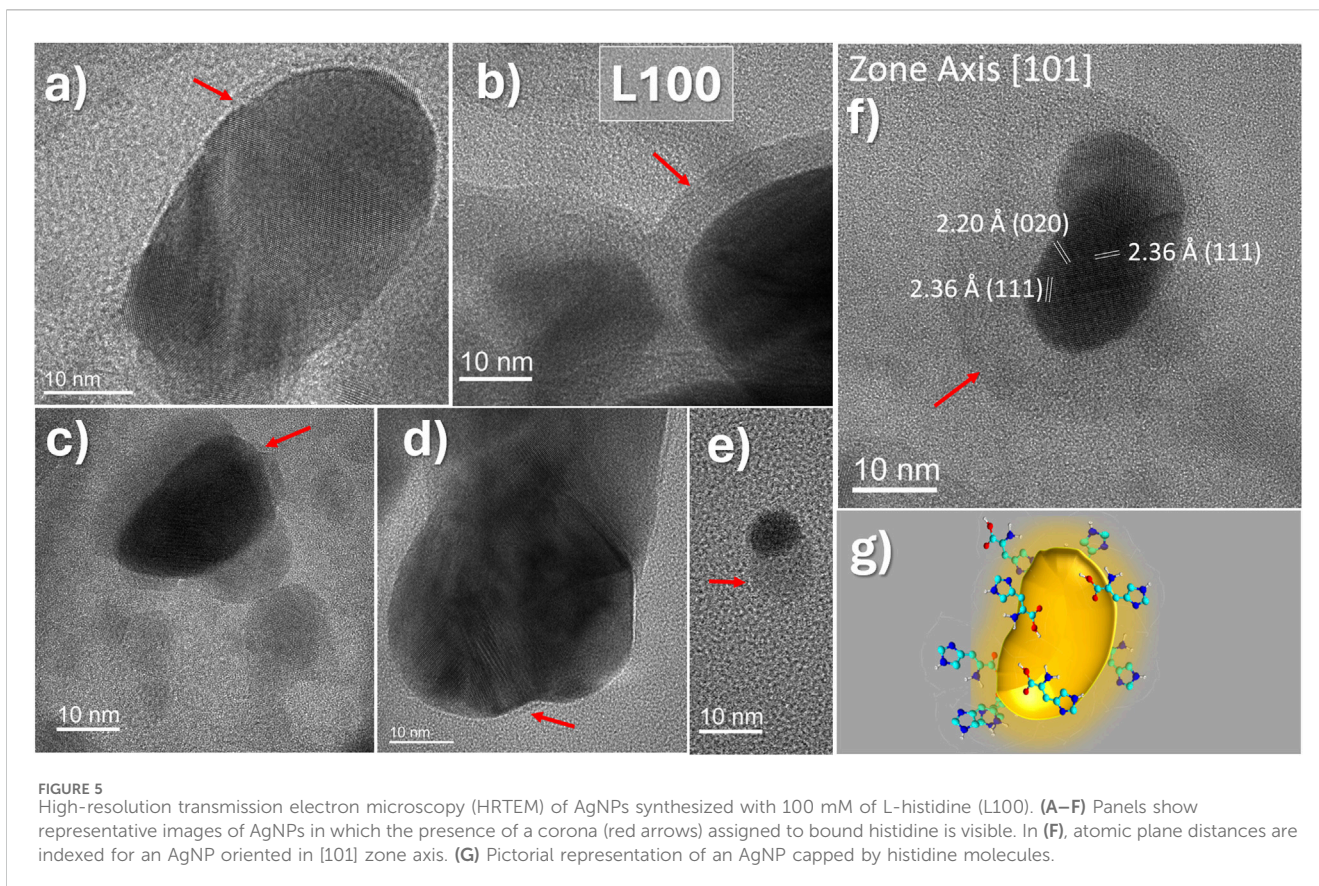 a)
10 nm
b)
L100
10 nm
Zone Axis [101]
f)
2.20 Å (020)
2.36 Å (111)
2.36 Å (111)
10 nm
c)
10 nm
d)
10 nm
e)
10 nm
g)
FIGURE 5
High-resolution transmission electron microscopy (HRTEM) of AgNPs synthesized with 100 mM of L-histidine (L100). (A–F) Panels show
representative images of AgNPs in which the presence of a corona (red arrows) assigned to bound histidine is visible. In (F), atomic plane distances are
indexed for an AgNP oriented in [101] zone axis. (G) Pictorial representation of an AgNP capped by histidine molecules.